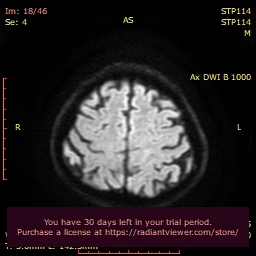 Im: 18/46
Se: 4
AS
STP114
STP114
M
Ax DWI B 1000
R
L
You have 30 days left in your trial period.
Purchase a license at https://radiantviewer.com/store/